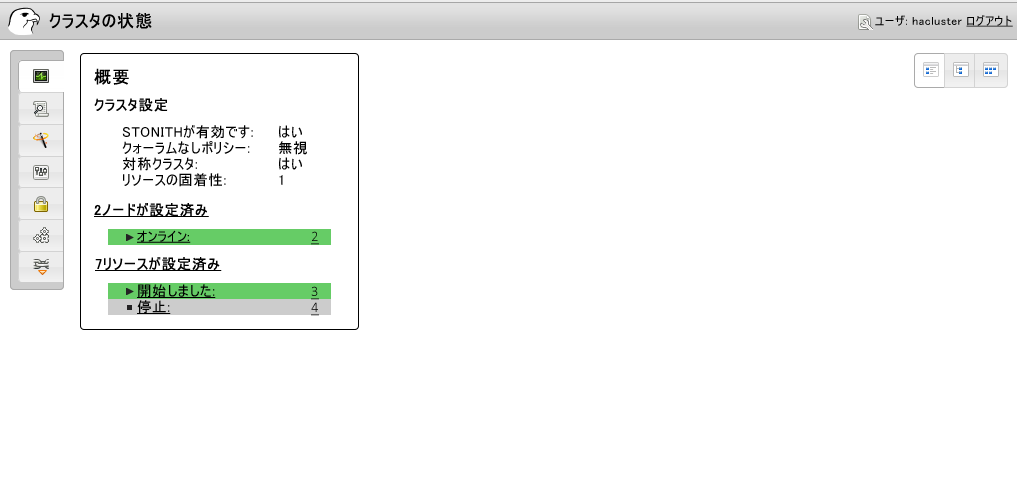 クラスタの状態
ユーザ: hacluster ログアウト
概要
クラスタ設定
STONITHが有効です: はい
クォーラムなしポリシー: 無視
対称クラスタ: はい
リソースの固着性: 1
2ノードが設定済み
オンライン: 2
7リソースが設定済み
開始しました: 3
停止: 4